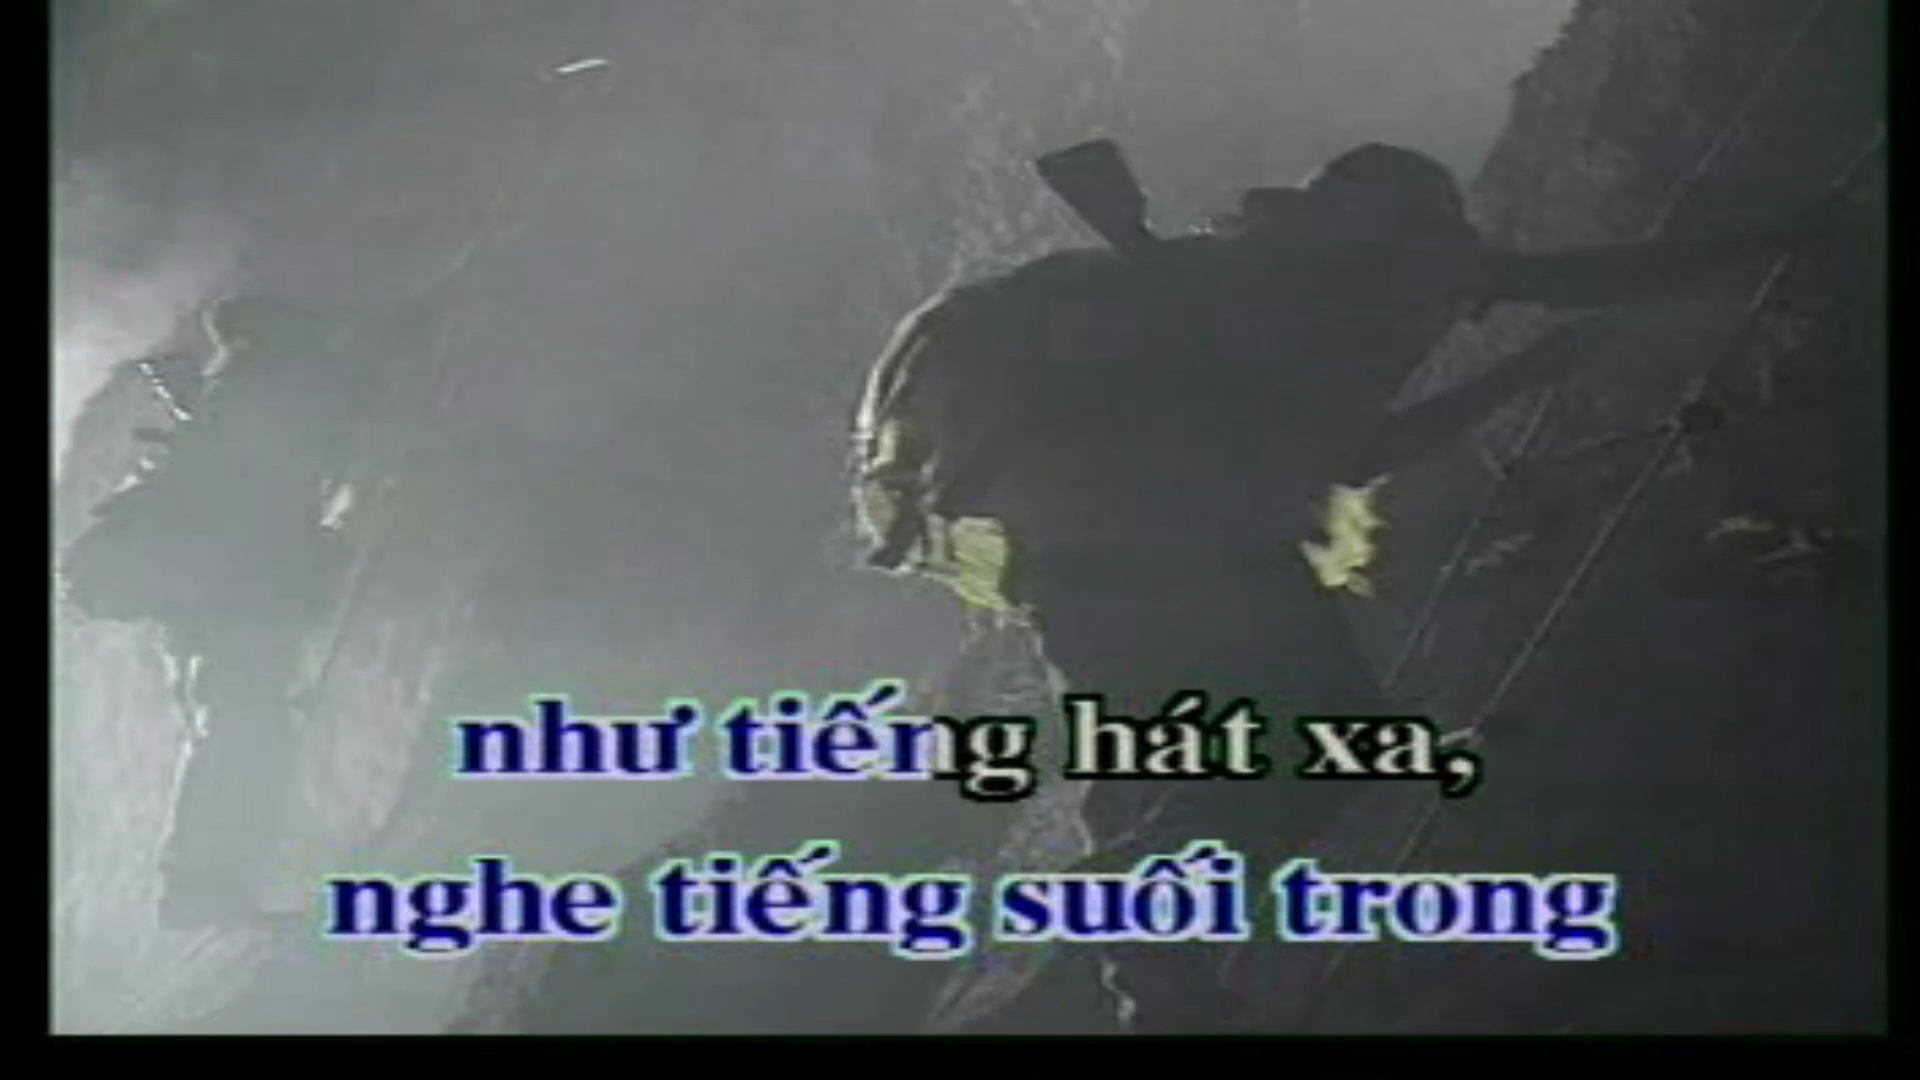 như tiếng hát xa,
nghe tiếng suối trong